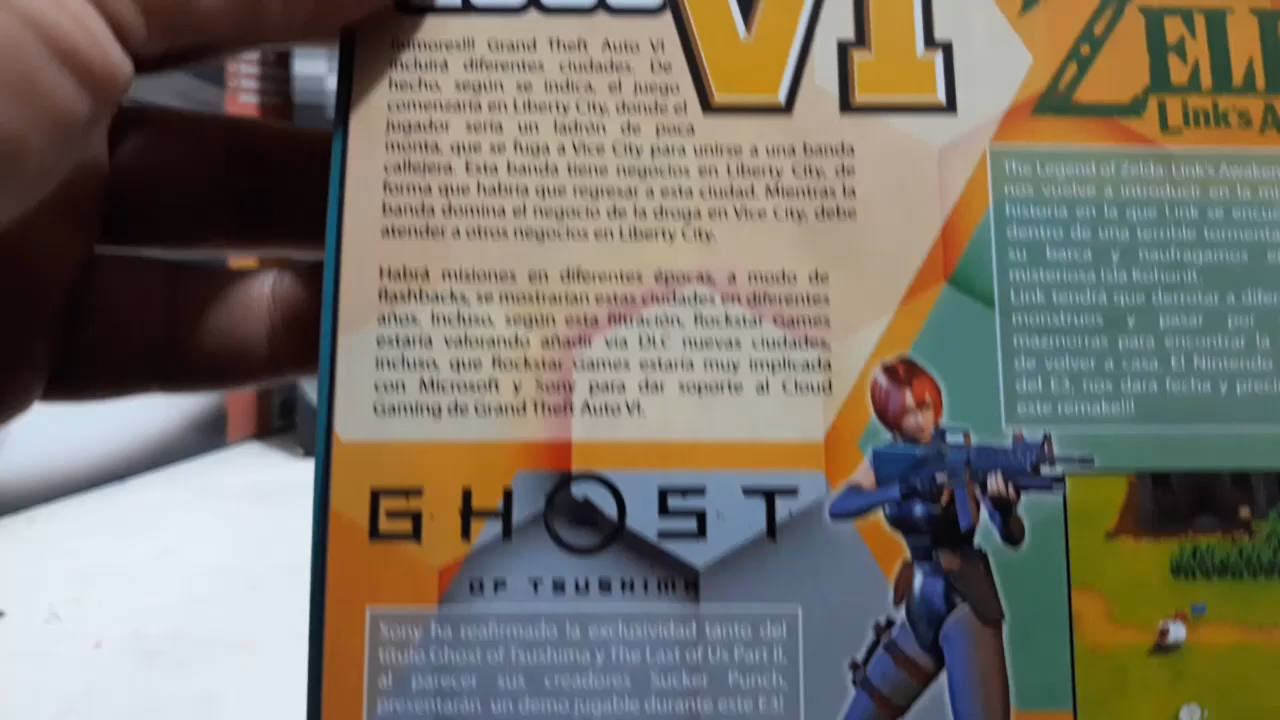 VI
rumores!!! Grand Theft Auto VI
incluirá diferentes ciudades. De
hecho, según se indica, el juego
comenzaría en Liberty City, donde el
jugador sería un ladrón de poca
monta, que se fuga a Vice City para unirse a una banda
callejera. Esta banda tiene negocios en Liberty City, de
forma que habría que regresar a esta ciudad. Mientras la
banda domina el negocio de la droga en Vice City, debe
atender a otros negocios en Liberty City.
Habrá misiones en diferentes épocas, a modo de
flashbacks, se mostrarían estas ciudades en diferentes
años. Incluso, según esta filtración, Rockstar Games
estaría valorando añadir vía DLC nuevas ciudades,
incluso, que Rockstar Games estaría muy implicada
con Microsoft y Sony para dar soporte al Cloud
Gaming de Grand Theft Auto VI.
GHOST
OF TSUSHIMA
Sony ha reafirmado la exclusividad tanto del
título Ghost of Tsushima y The Last of Us Part II,
al parecer sus creadores Sucker Punch,
presentarán un demo jugable durante este E3!
ZEL
Link's A
The Legend of Zelda: Link's Awake
nos vuelve a introducir en la
historia en la que Link se encu
dentro de una terrible tormenta
su barca y naufragamos e
misteriosa Isla Koholint.
Link tendrá que derrotar a difer
monstruos y pasar por
mazmorras para encontrar la
de volver a casa. El Nintendo
del E3, nos dará fecha y preci
este remake!!!